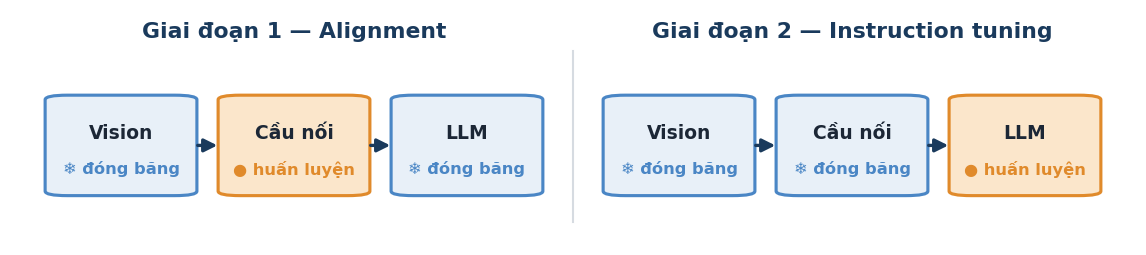 Giai đoạn 1 — Alignment
Vision
❄ đóng băng
Cầu nối
● huấn luyện
LLM
❄ đóng băng
Giai đoạn 2 — Instruction tuning
Vision
❄ đóng băng
Cầu nối
❄ đóng băng
LLM
● huấn luyện